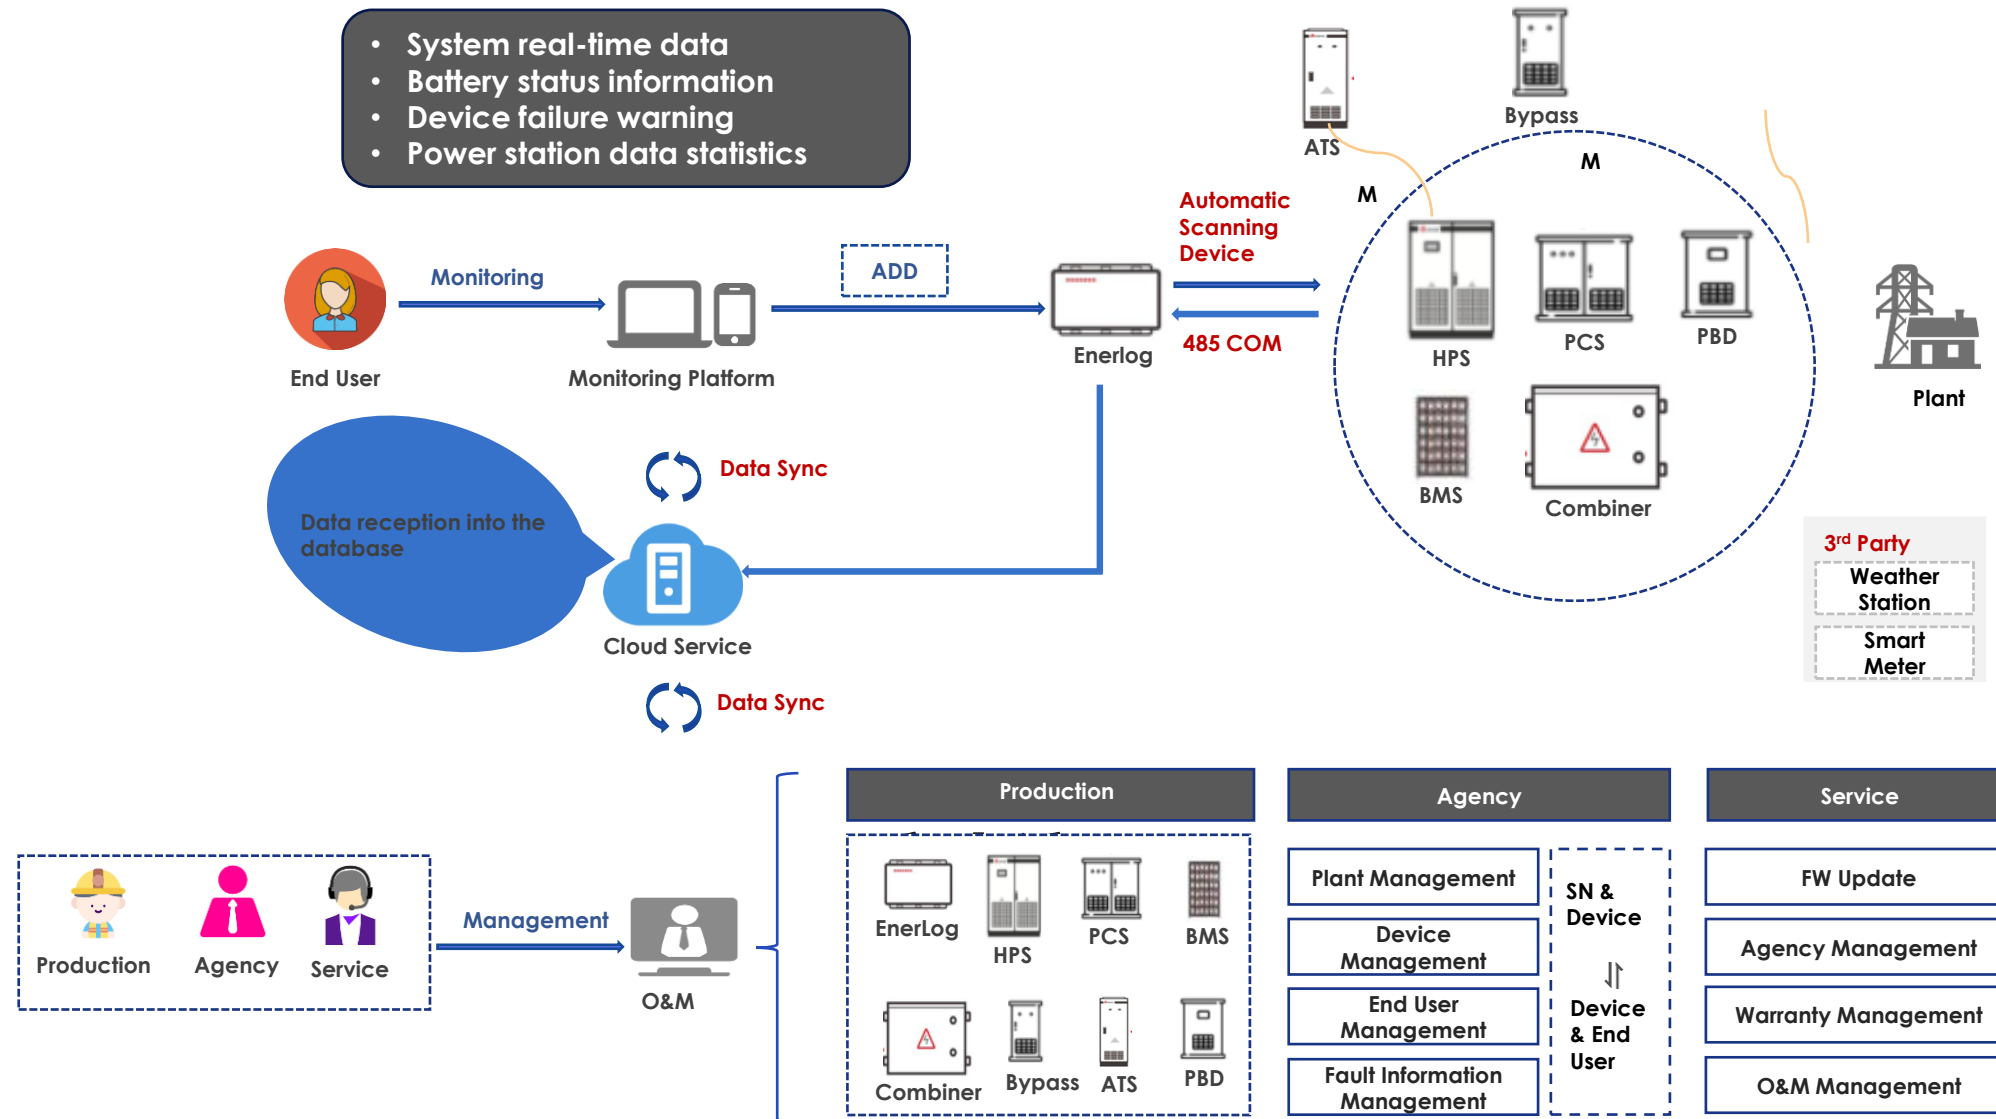 • System real-time data
• Battery status information
• Device failure warning
• Power station data statistics
ATS
Bypass
M
M
Automatic
Scanning
Device
485 COM
Monitoring
ADD
End User
Monitoring Platform
Enerlog
HPS
PCS
PBD
BMS
Combiner
Plant
Data Sync
Data reception into the
database
Cloud Service
Data Sync
3rd Party
Weather
Station
Smart
Meter
Production
Agency
Service
Management
O&M
Production
EnerLog
HPS
PCS
BMS
Combiner
Bypass
ATS
PBD
Agency
Plant Management
Device
Management
End User
Management
Fault Information
Management
SN &
Device
Device
& End
User
Service
FW Update
Agency Management
Warranty Management
O&M Management